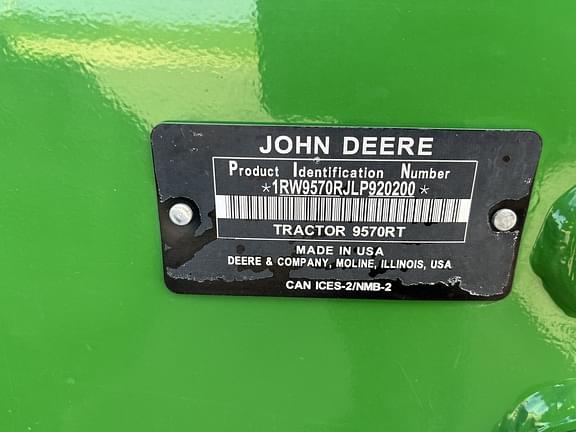 JOHN DEERE
Product Identification Number
*1RW9570RJLP920200*
TRACTOR 9570RT
MADE IN USA
DEERE & COMPANY, MOLINE, ILLINOIS, USA
CAN ICES-2/NMB-2